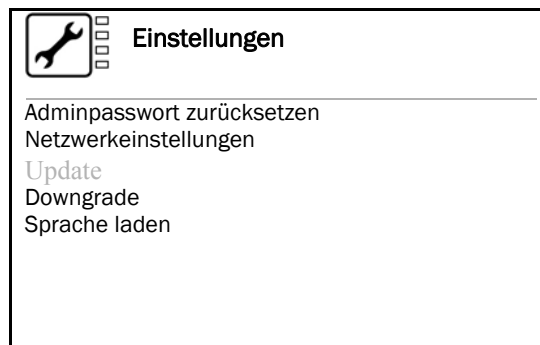 Einstellungen
Adminpasswort zurücksetzen
Netzwerkeinstellungen
Update
Downgrade
Sprache laden